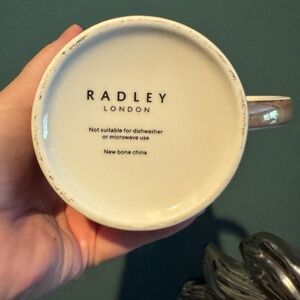 RADLEY
LONDON
Not suitable for dishwasher
or microwave use
New bone china